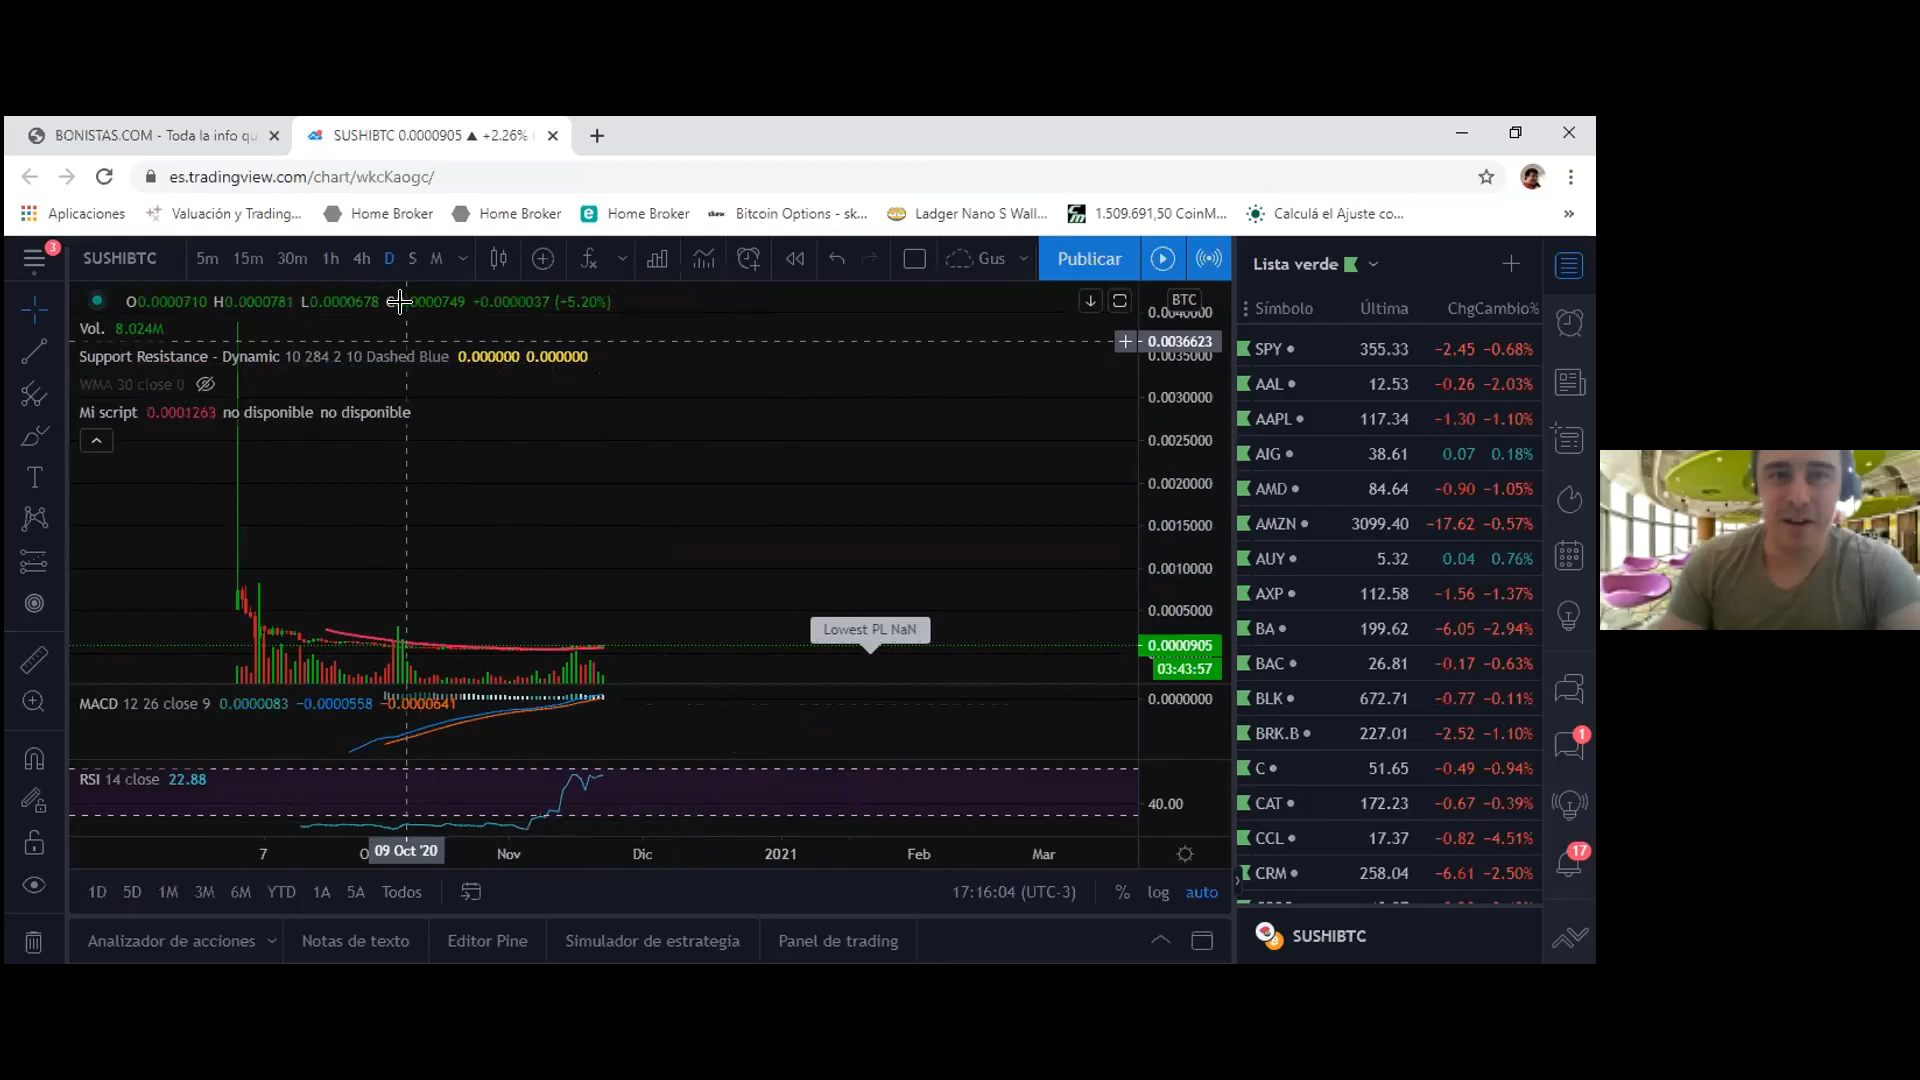 BONISTAS.COM - Toda la info qu
SUSHIBTC 0.0000905 ▲ +2.26%
es.tradingview.com/chart/wkcKaogc/
Aplicaciones
Valuación y Trading...
Home Broker
Home Broker
Home Broker
skew
Bitcoin Options - sk...
Ladger Nano S Wall...
1.509.691,50 CoinM...
Calculá el Ajuste co...
»
3
SUSHIBTC
5m 15m 30m 1h 4h D S M
Gus
Publicar
Lista verde
O0.0000710 H0.0000781 L0.0000678 0000749 +0.0000037 (+5.20%)
BTC
Vol. 8.024M
Support Resistance - Dynamic 10 284 2 10 Dashed Blue 0.000000 0.000000
WMA 30 close 0
Mi script 0.0001263 no disponible no disponible
0.0040000
0.0036623
0.0035000
0.0030000
0.0025000
0.0020000
0.0015000
0.0010000
0.0005000
Lowest PL NaN
0.0000905
03:43:57
MACD 12 26 close 9 0.0000083 −0.0000558 −0.0000641
0.0000000
RSI 14 close 22.88
40.00
7 O 09 Oct '20 Nov Dic 2021 Feb Mar
1D 5D 1M 3M 6M YTD 1A 5A Todos
17:16:04 (UTC-3) % log auto
Analizador de acciones
Notas de texto
Editor Pine
Simulador de estrategia
Panel de trading
Símbolo Última ChgCambio%
SPY 355.33 −2.45 −0.68%
AAL 12.53 −0.26 −2.03%
AAPL 117.34 −1.30 −1.10%
AIG 38.61 0.07 0.18%
AMD 84.64 −0.90 −1.05%
AMZN 3099.40 −17.62 −0.57%
AUY 5.32 0.04 0.76%
AXP 112.58 −1.56 −1.37%
BA 199.62 −6.05 −2.94%
BAC 26.81 −0.17 −0.63%
BLK 672.71 −0.77 −0.11%
BRK.B 227.01 −2.52 −1.10%
C 51.65 −0.49 −0.94%
CAT 172.23 −0.67 −0.39%
CCL 17.37 −0.82 −4.51%
CRM 258.04 −6.61 −2.50%
SUSHIBTC
1
17